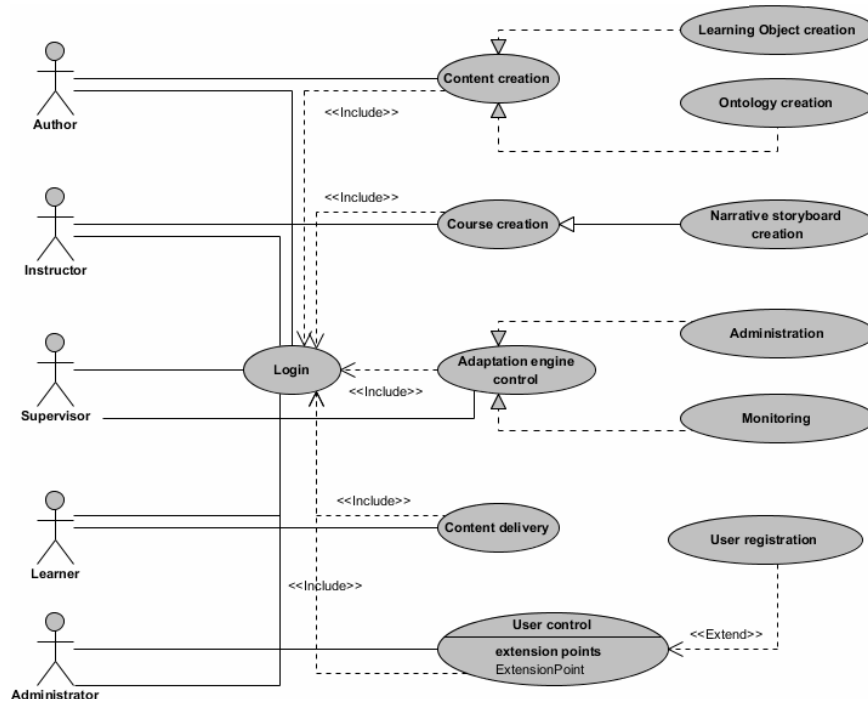 Learning Object creation
Content creation
<<Include>>
Ontology creation
Author
<<Include>>
Course creation
Narrative storyboard
creation
Instructor
Administration
Login
Adaptation engine
control
<<Include>>
Supervisor
Monitoring
<<Include>>
Content delivery
User registration
Learner
<<Include>>
User control
<<Extend>>
extension points
ExtensionPoint
Administrator